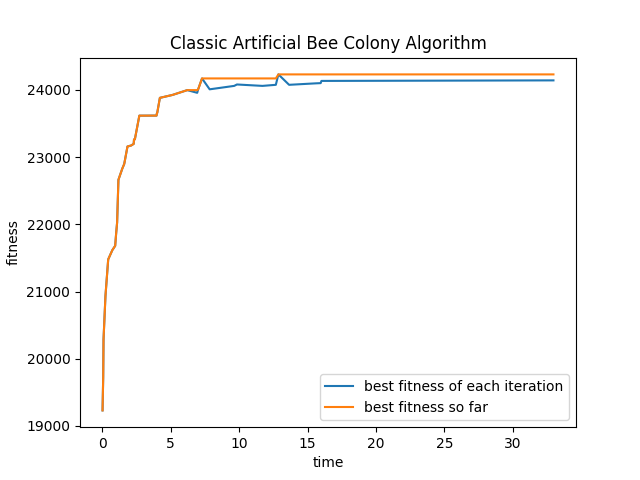 Classic Artificial Bee Colony Algorithm
24000
23000
22000
21000
20000
19000
fitness
0 5 10 15 20 25 30
time
best fitness of each iteration
best fitness so far